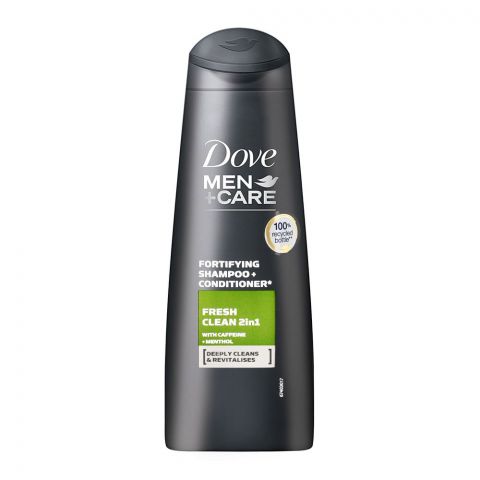 Dove
MEN
+CARE
100%
recycled
bottle**
FORTIFYING
SHAMPOO +
CONDITIONER*
FRESH
CLEAN 2in1
WITH CAFFEINE
+ MENTHOL
[DEEPLY CLEANS
& REVITALISES]